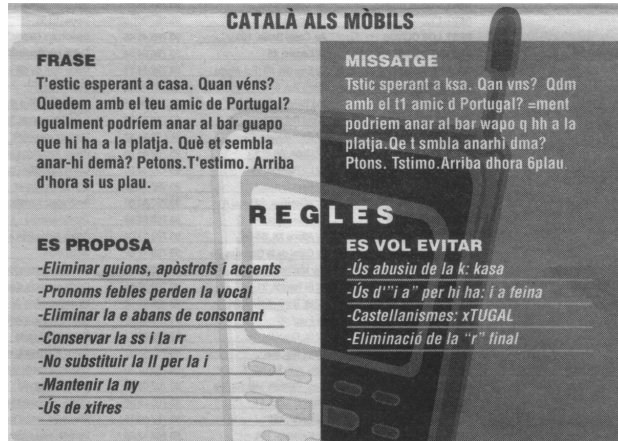 CATALÀ ALS MÒBILS
FRASE
T'estic esperant a casa. Quan véns?
Quedem amb el teu amic de Portugal?
Igualment podríem anar al bar guapo
que hi ha a la platja. Què et sembla
anar-hi demà? Petons.T'estimo. Arriba
d'hora si us plau.
MISSATGE
Tstic sperant a ksa. Qan vns? Qdm
amb el t1 amic d Portugal? =ment
podriem anar al bar wapo q hh a la
platja.Qe t smbla anarhi dma?
Ptons. Tstimo.Arriba dhora 6plau.
REGLES
ES PROPOSA
-Eliminar guions, apòstrofs i accents
-Pronoms febles perden la vocal
-Eliminar la e abans de consonant
-Conservar la ss i la rr
-No substituir la ll per la i
-Mantenir la ny
-Ús de xifres
ES VOL EVITAR
-Ús abusiu de la k: kasa
-Ús d'"i a" per hi ha: i a feina
-Castellanismes: xTUGAL
-Eliminació de la "r" final